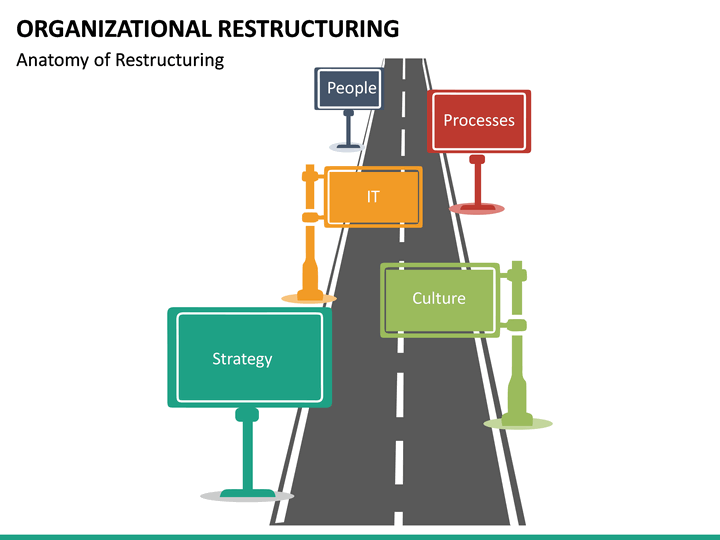 ORGANIZATIONAL RESTRUCTURING
Anatomy of Restructuring
People
Processes
IT
Culture
Strategy